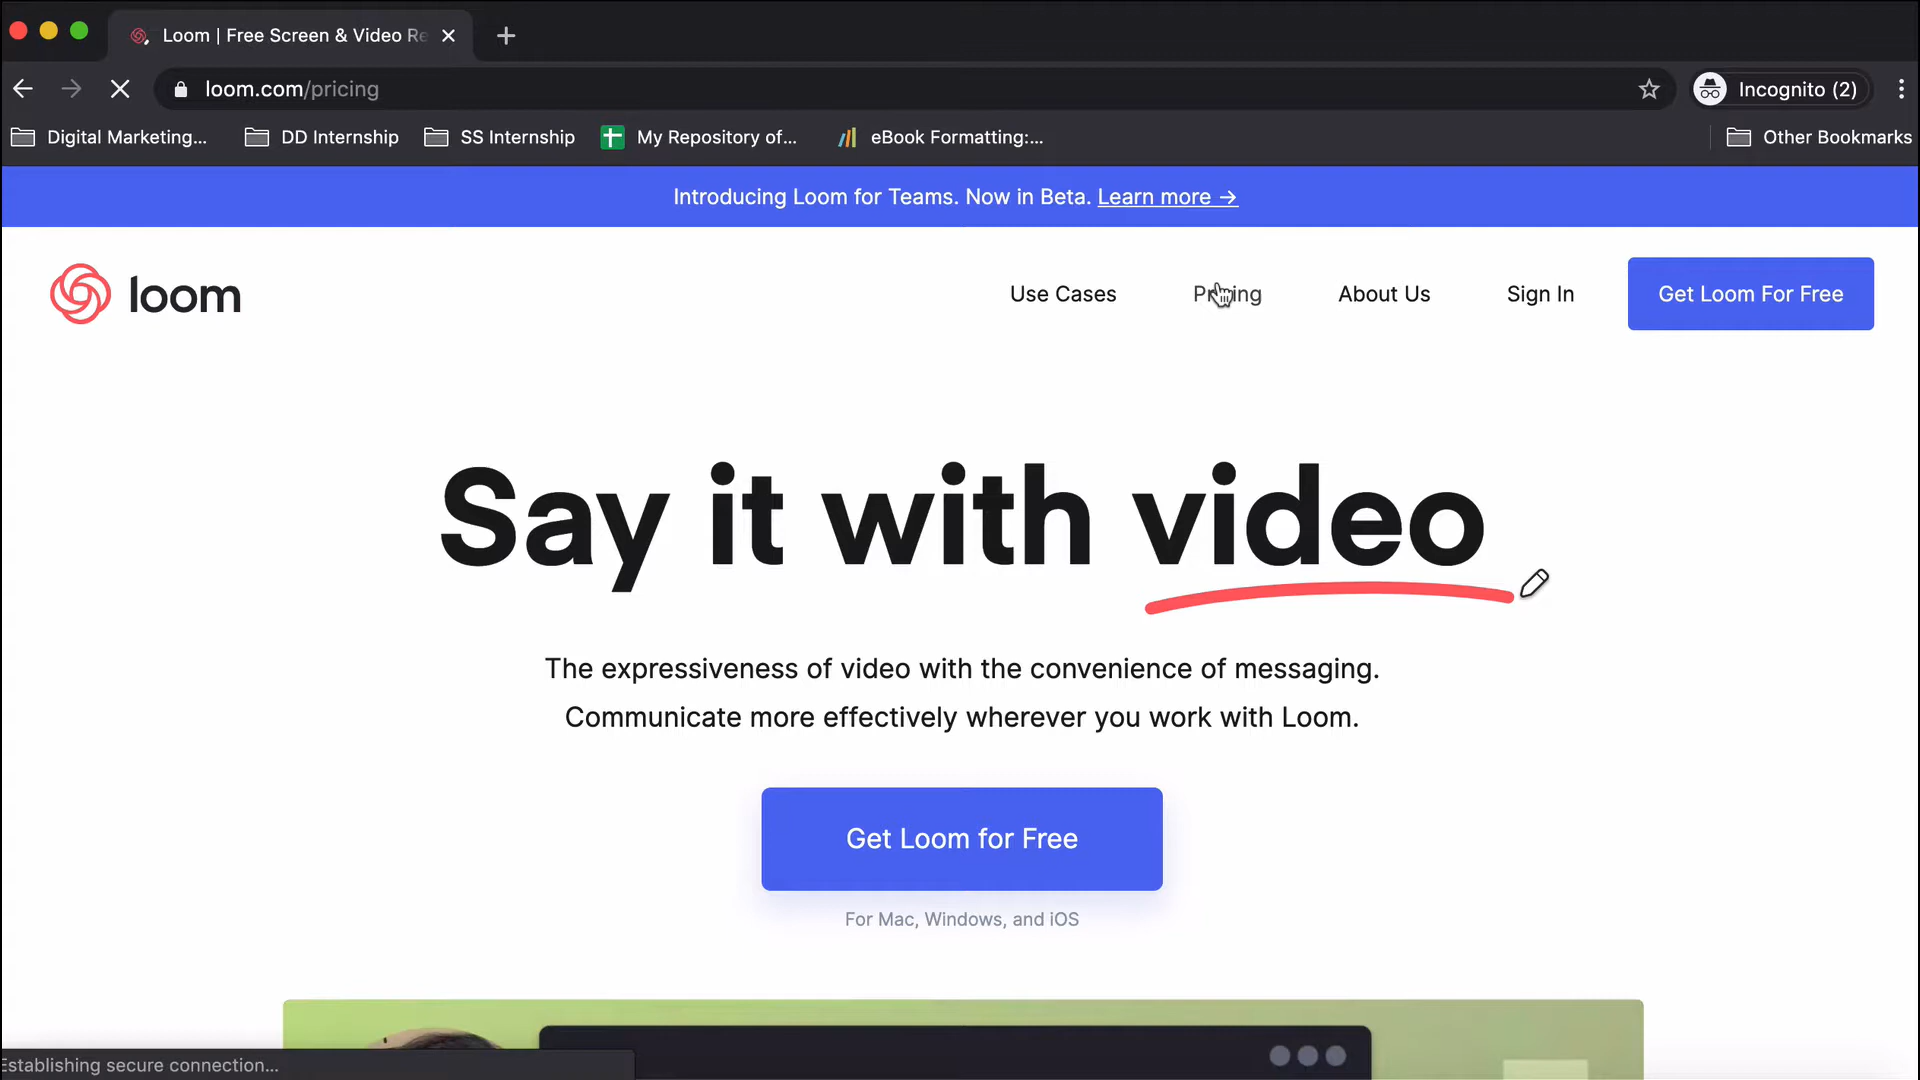 Loom | Free Screen & Video Re
loom.com/pricing
Incognito (2)
Digital Marketing...
DD Internship
SS Internship
My Repository of...
eBook Formatting:...
Other Bookmarks
Introducing Loom for Teams. Now in Beta. Learn more →
loom
Use Cases
Pricing
About Us
Sign In
Get Loom For Free
Say it with video
The expressiveness of video with the convenience of messaging.
Communicate more effectively wherever you work with Loom.
Get Loom for Free
For Mac, Windows, and iOS
Establishing secure connection...